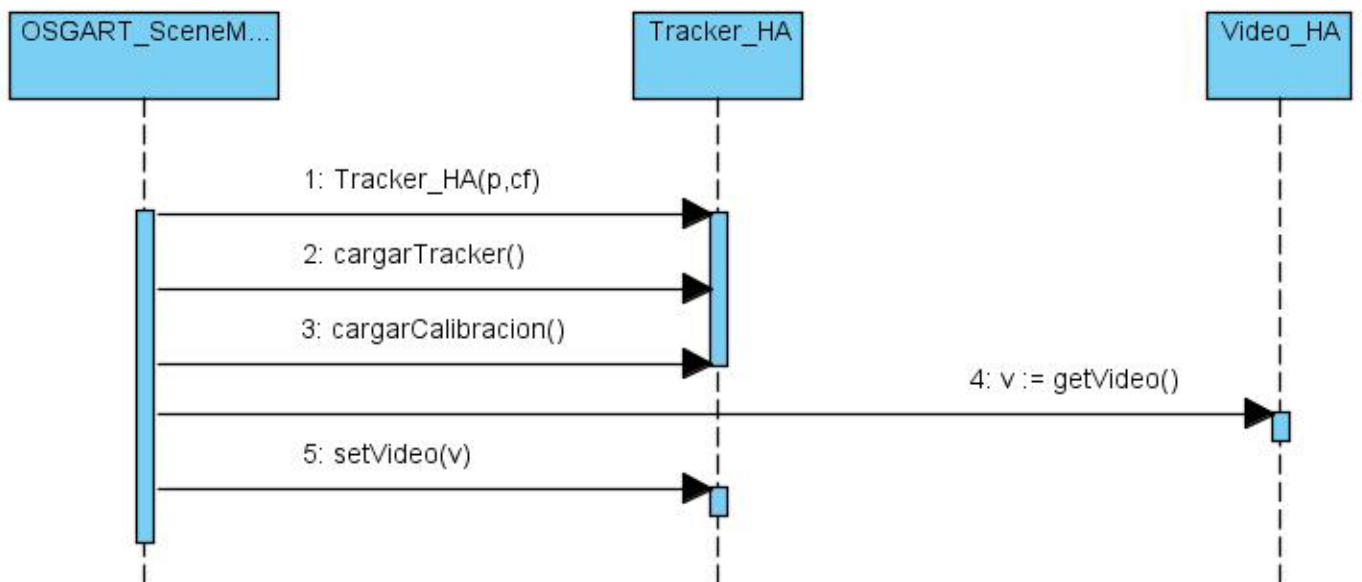 OSGART_SceneM...
Tracker_HA
Video_HA
1: Tracker_HA(p,cf)
2: cargarTracker()
3: cargarCalibracion()
4: v := getVideo()
5: setVideo(v)